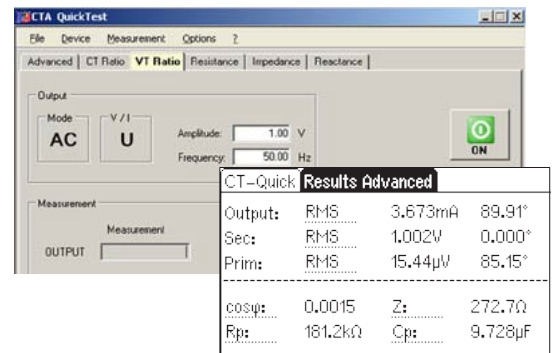 CTA QuickTest
File Device Measurement Options ?
Advanced CT Ratio VT Ratio Resistance Impedance Reactance
Output
Mode V / I
AC U
Amplitude: 1.00 V
Frequency: 50.00 Hz
ON
Measurement
Measurement
OUTPUT
CT-Quick Results Advanced
Output: RMS 3.673mA 89.91°
Sec: RMS 1.002V 0.000°
Prim: RMS 15.44µV 85.15°
cosφ: 0.0015 Z: 272.7Ω
Rp: 181.2kΩ Cp: 9.728µF